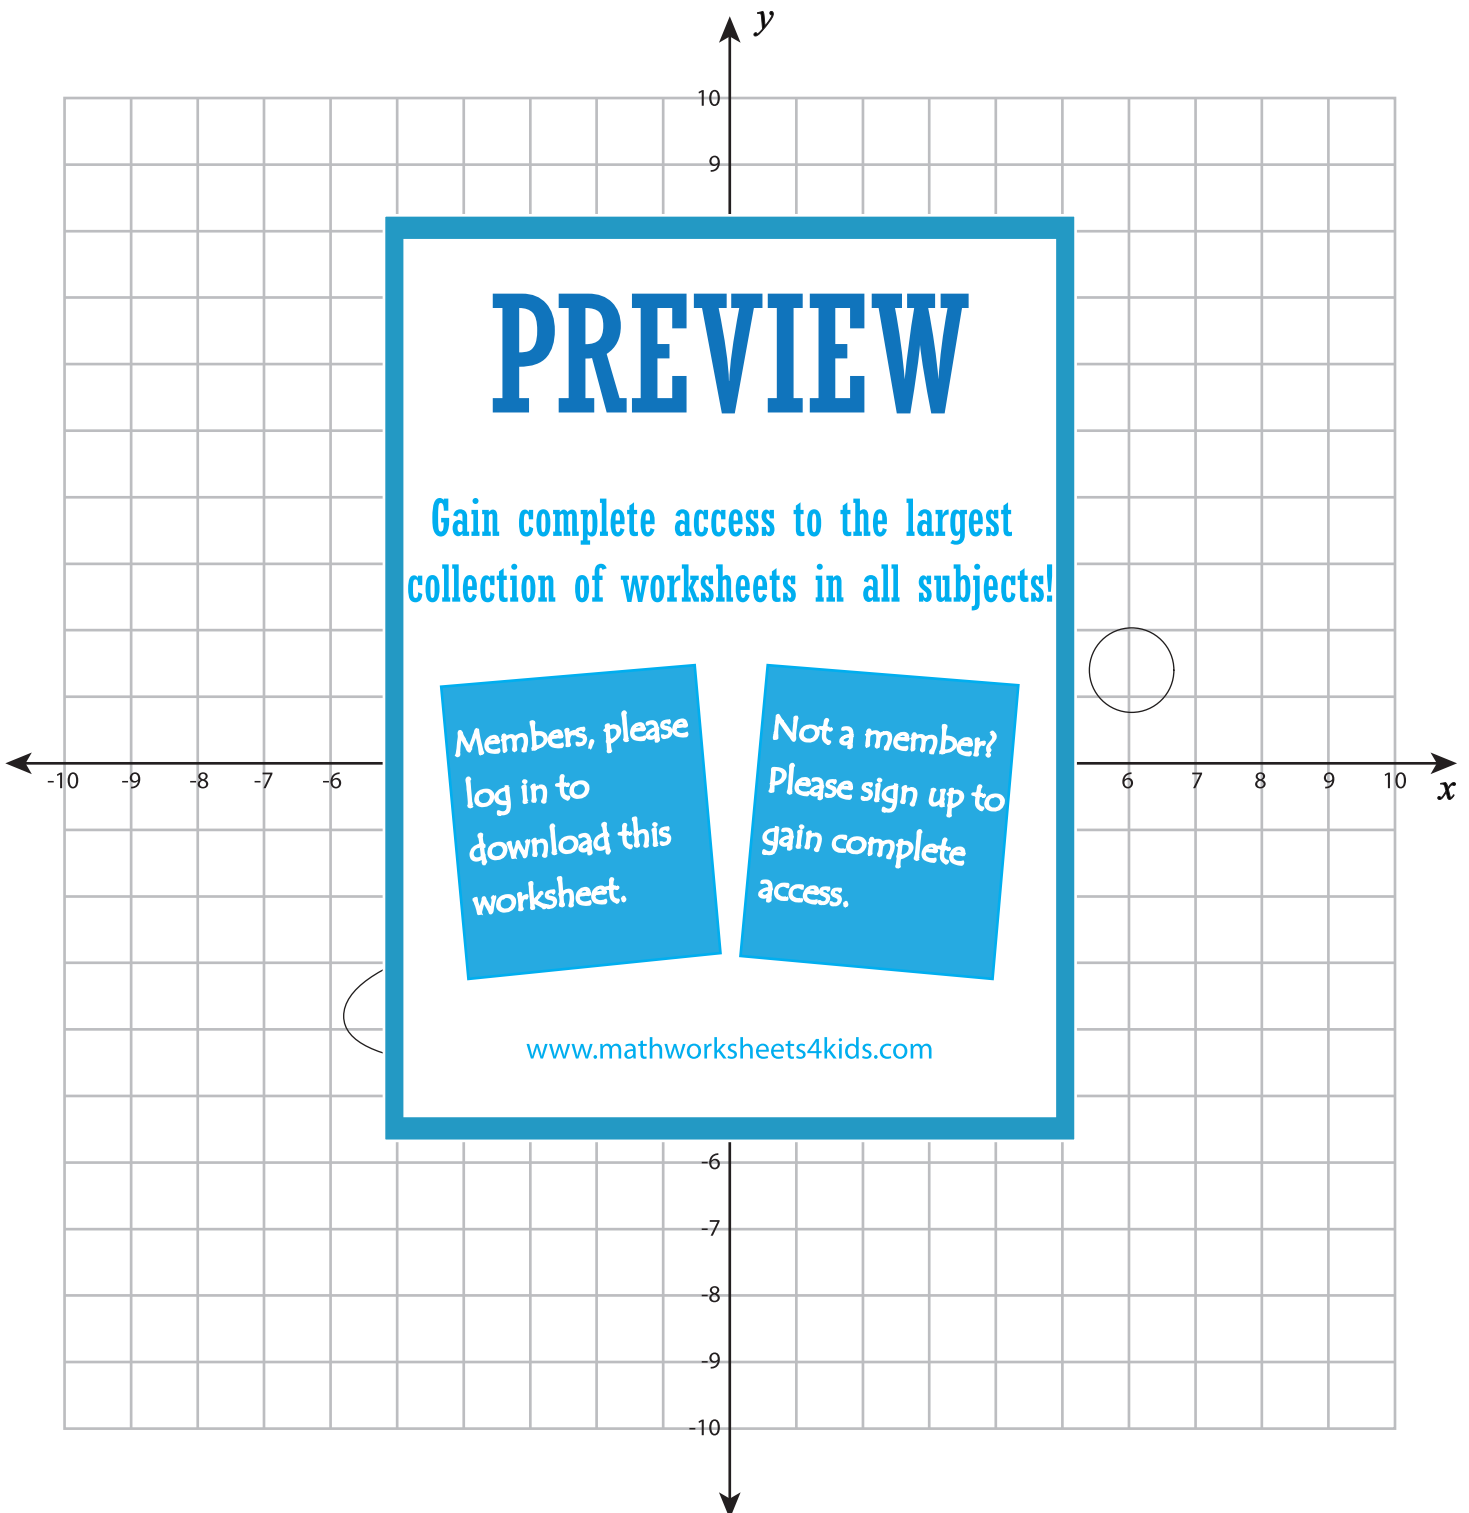 y
10
9
PREVIEW
Gain complete access to the largest
collection of worksheets in all subjects!
Members, please
log in to
download this
worksheet.
Not a member?
Please sign up to
gain complete
access.
-10 -9 -8 -7 -6 6 7 8 9 10
x
www.mathworksheets4kids.com
-6
-7
-8
-9
-10